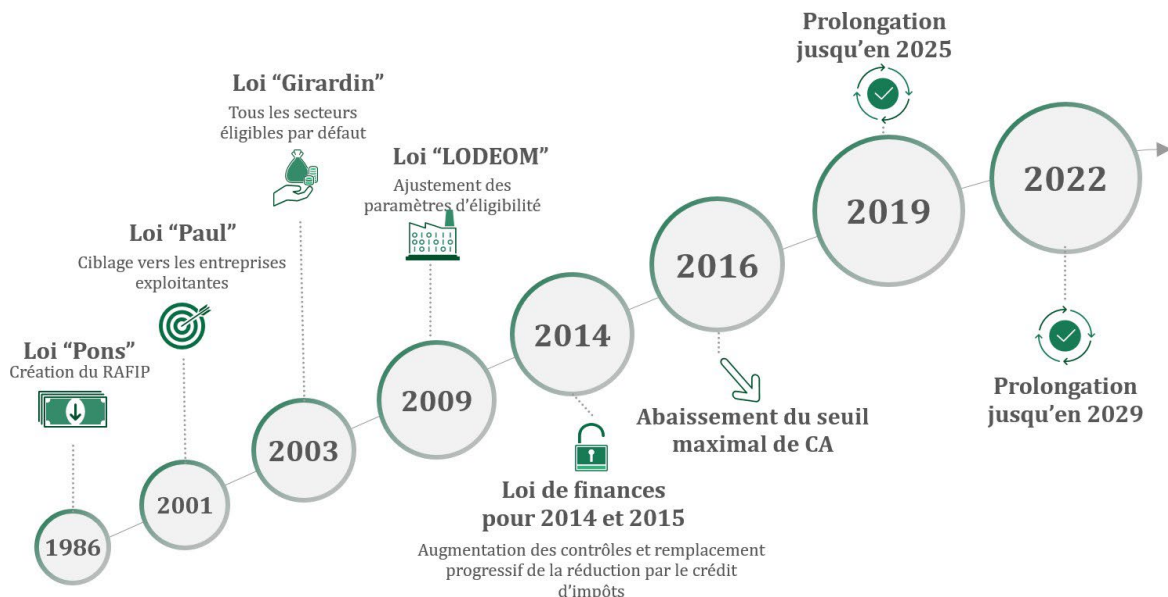 Loi “Pons”
Création du RAFIP
1986
Loi “Paul”
Ciblage vers les entreprises
exploitantes
2001
Loi “Girardin”
Tous les secteurs
éligibles par défaut
2003
Loi “LODEOM”
Ajustement des
paramètres d’éligibilité
2009
2014
Loi de finances
pour 2014 et 2015
Augmentation des contrôles et remplacement
progressif de la réduction par le crédit
d’impôts
2016
Abaissement du seuil
maximal de CA
Prolongation
jusqu’en 2025
2019
2022
Prolongation
jusqu’en 2029